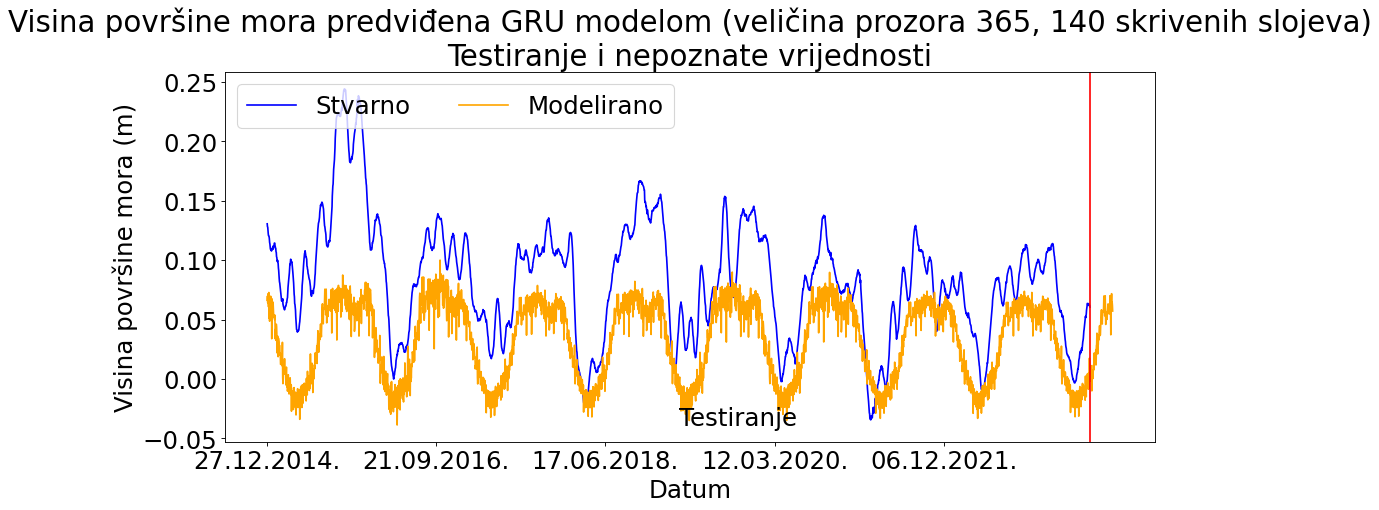 Visina površine mora predviđena GRU modelom (veličina prozora 365, 140 skrivenih slojeva)
Testiranje i nepoznate vrijednosti
Stvarno
Modelirano
Visina površine mora (m)
0.25
0.20
0.15
0.10
0.05
0.00
−0.05
Testiranje
27.12.2014.
21.09.2016.
17.06.2018.
12.03.2020.
06.12.2021.
Datum